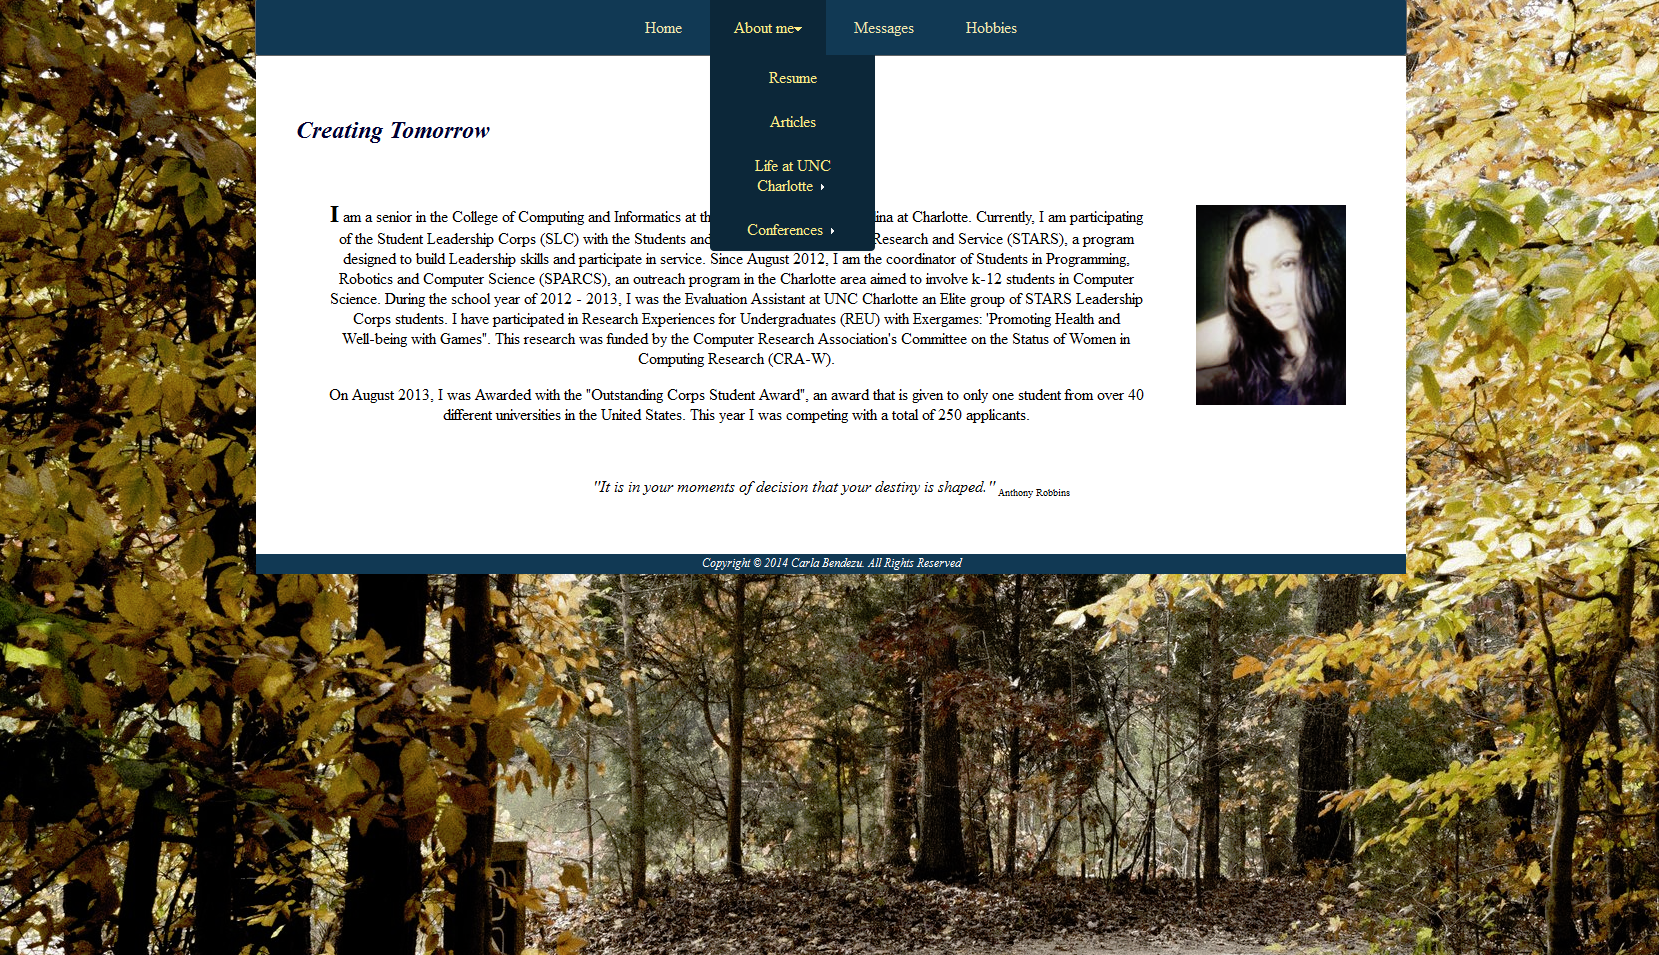 Home About me Messages Hobbies
Resume
Articles
Life at UNC
Charlotte
Conferences
Creating Tomorrow
I am a senior in the College of Computing and Informatics at th ina at Charlotte. Currently, I am participating
of the Student Leadership Corps (SLC) with the Students and Research and Service (STARS), a program
designed to build Leadership skills and participate in service. Since August 2012, I am the coordinator of Students in Programming,
Robotics and Computer Science (SPARCS), an outreach program in the Charlotte area aimed to involve k-12 students in Computer
Science. During the school year of 2012 - 2013, I was the Evaluation Assistant at UNC Charlotte an Elite group of STARS Leadership
Corps students. I have participated in Research Experiences for Undergraduates (REU) with Exergames: 'Promoting Health and
Well-being with Games". This research was funded by the Computer Research Association's Committee on the Status of Women in
Computing Research (CRA-W).
On August 2013, I was Awarded with the "Outstanding Corps Student Award", an award that is given to only one student from over 40
different universities in the United States. This year I was competing with a total of 250 applicants.
"It is in your moments of decision that your destiny is shaped." Anthony Robbins
Copyright © 2014 Carla Bendezu. All Rights Reserved